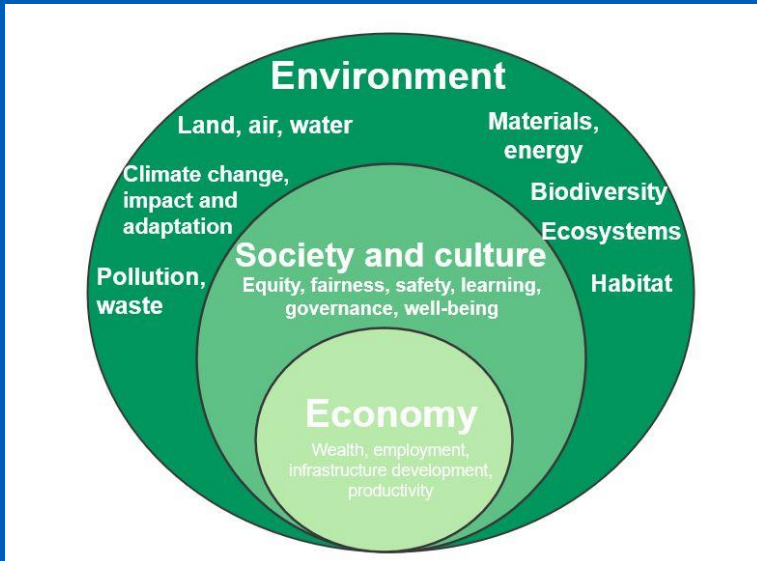 Environment
Land, air, water
Materials,
energy
Climate change,
impact and
adaptation
Biodiversity
Ecosystems
Pollution,
waste
Habitat
Society and culture
Equity, fairness, safety, learning,
governance, well-being
Economy
Wealth, employment,
infrastructure development,
productivity